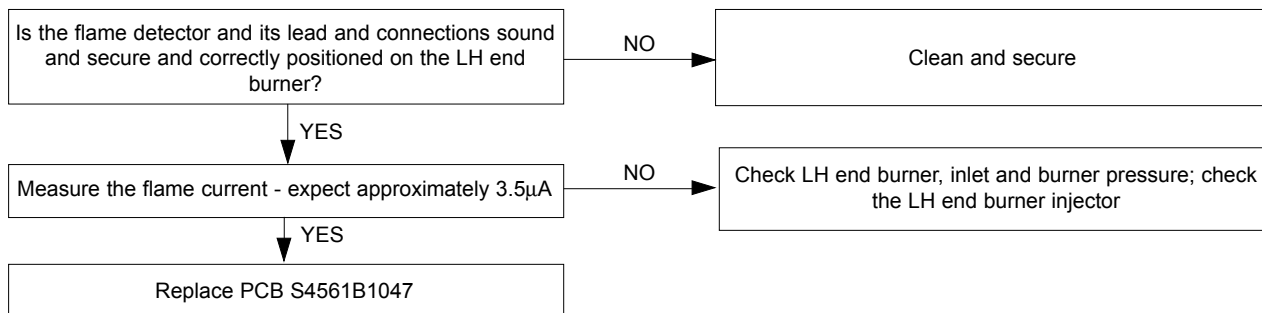 Is the flame detector and its lead and connections sound
and secure and correctly positioned on the LH end
burner?
NO
Clean and secure
YES
Measure the flame current - expect approximately 3.5μA
NO
Check LH end burner, inlet and burner pressure; check
the LH end burner injector
YES
Replace PCB S4561B1047